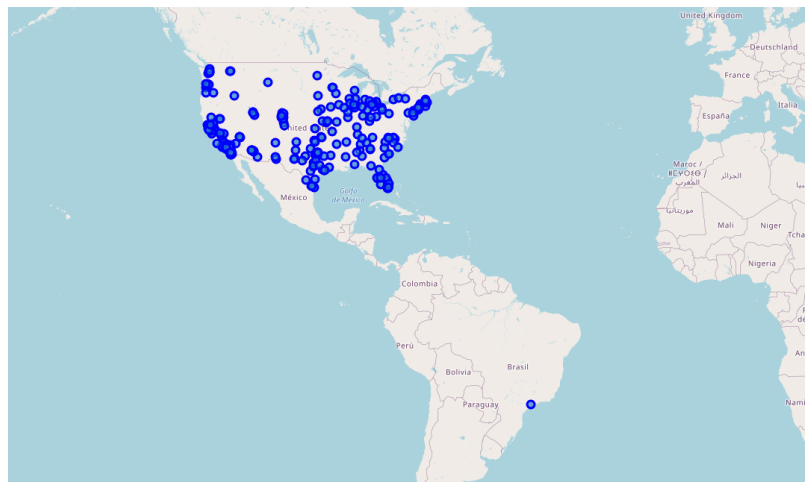 United Kingdom
Deutschland
France
Italia
España
Maroc /
ⵍⵎⵖⵔⵉⴱ /
المغرب
الجزائر
United
موريتانيا
Golfo
de México
México
Mali
Niger
Nigeria
Colombia
Perú
Brasil
Bolivia
Paraguay